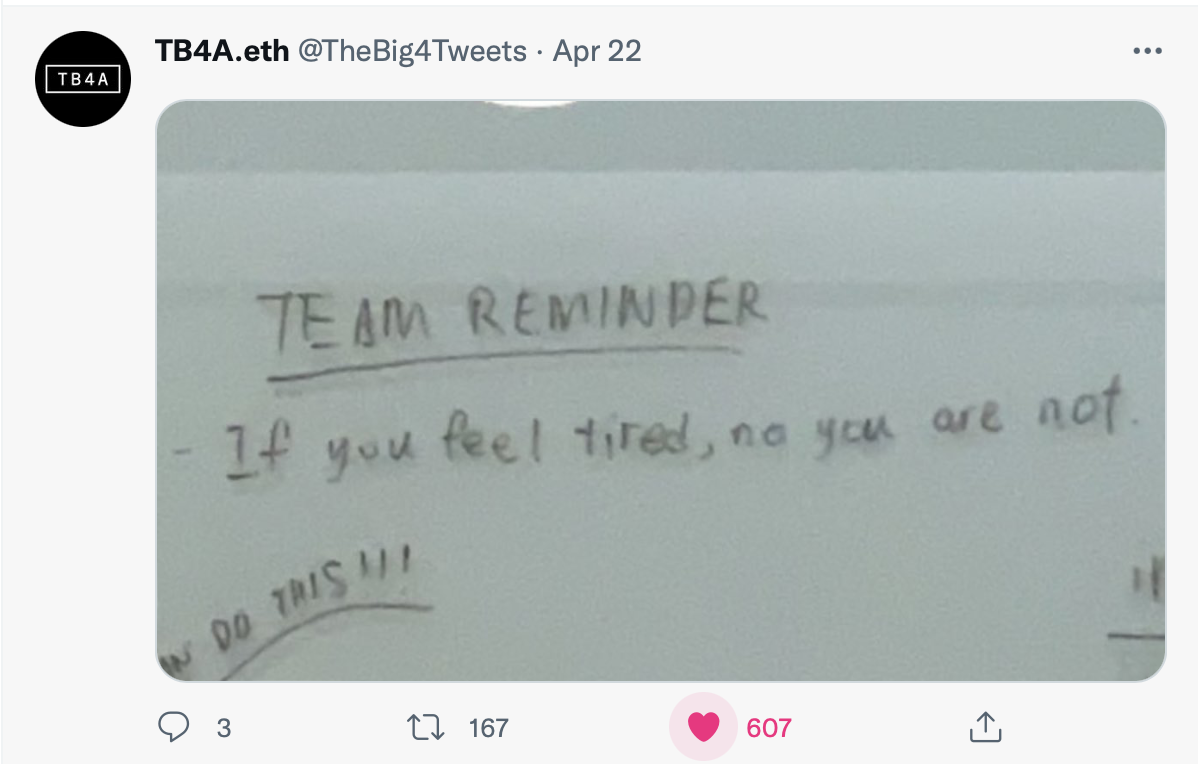 TB4A.eth @TheBig4Tweets · Apr 22
TB4A
TEAM REMINDER
- If you feel tired, no you are not.
DO THIS!!!
3 167 607